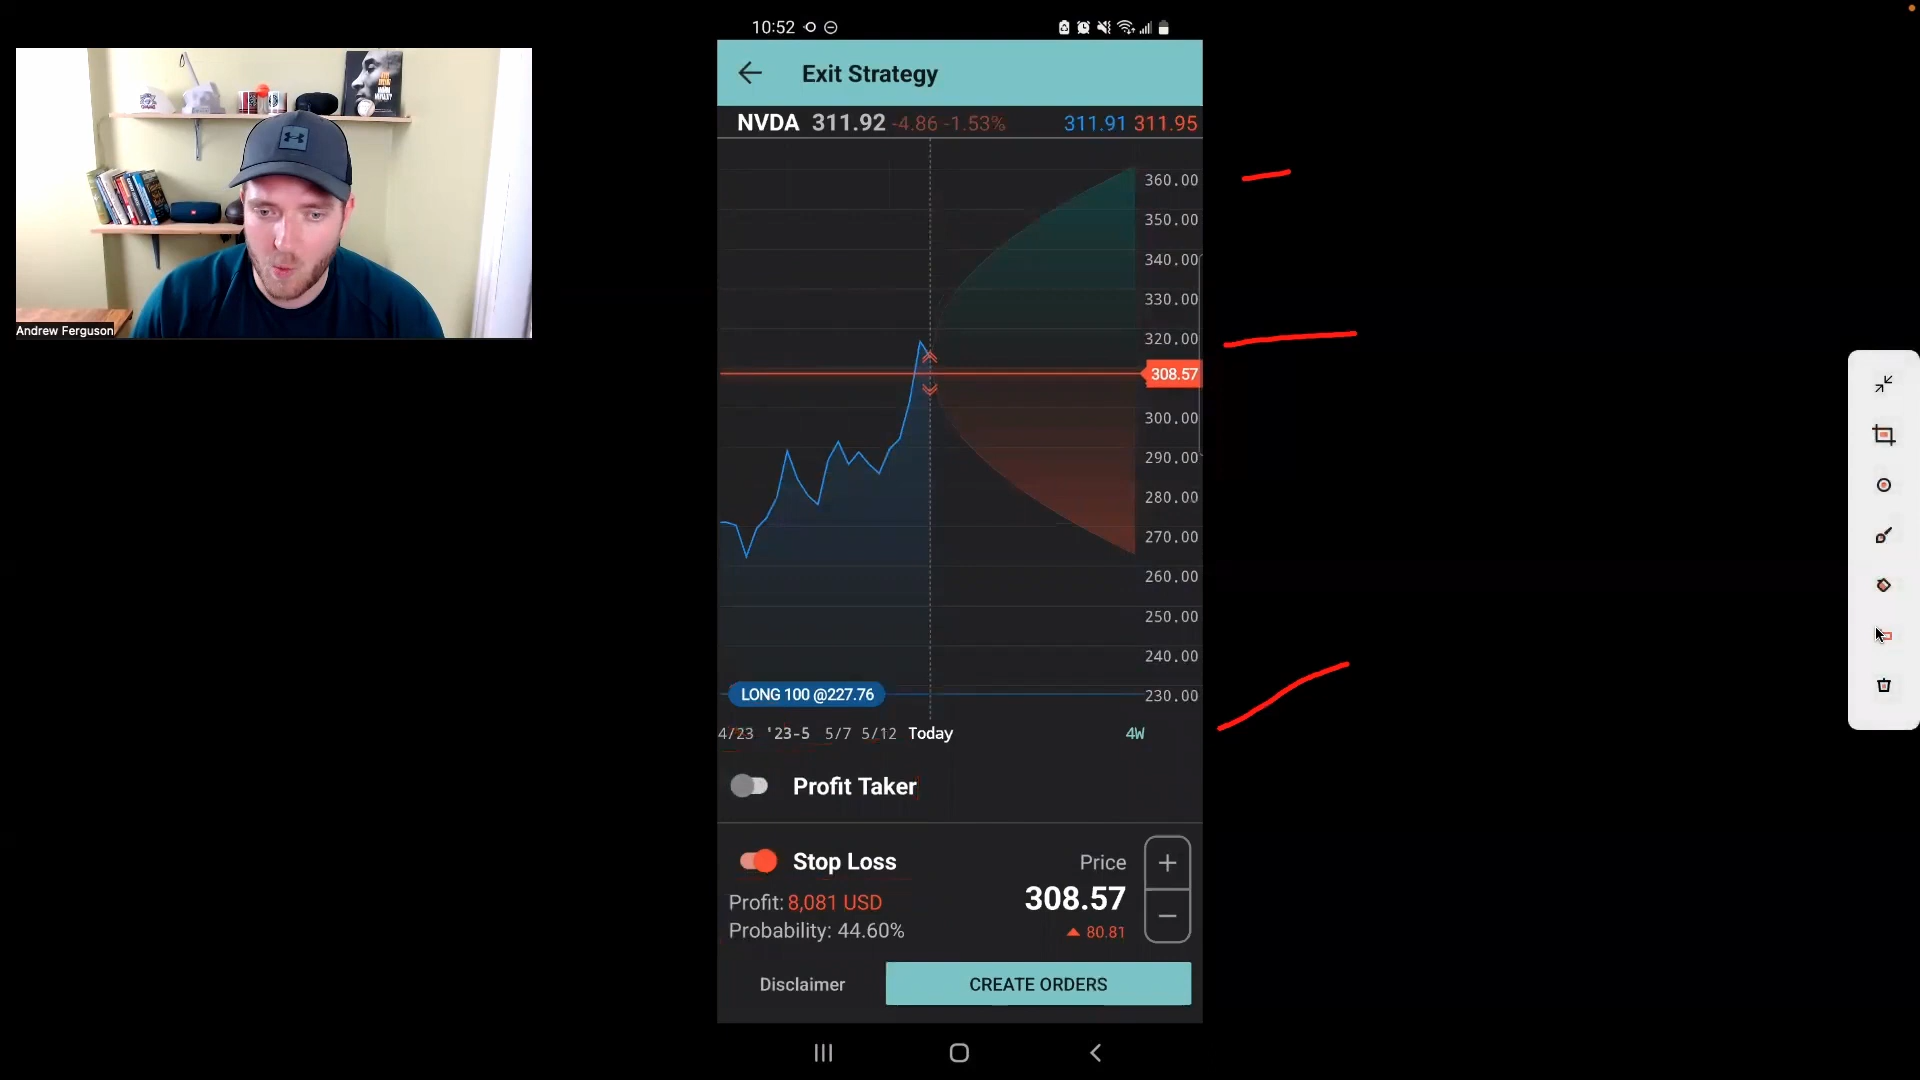 10:52
Exit Strategy
NVDA 311.92 -4.86 -1.53% 311.91 311.95
360.00
350.00
340.00
330.00
320.00
308.57
300.00
290.00
280.00
270.00
260.00
250.00
240.00
230.00
LONG 100 @227.76
4/23 '23-5 5/7 5/12 Today 4W
Profit Taker
Stop Loss
Price
Profit: 8,081 USD
308.57
Probability: 44.60%
80.81
Disclaimer
CREATE ORDERS
Andrew Ferguson